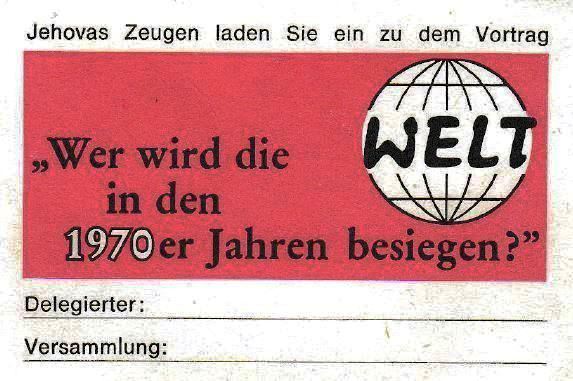 Jehovas Zeugen laden Sie ein zu dem Vortrag
„Wer wird die WELT
in den
1970er Jahren besiegen?”
Delegierter:
Versammlung: